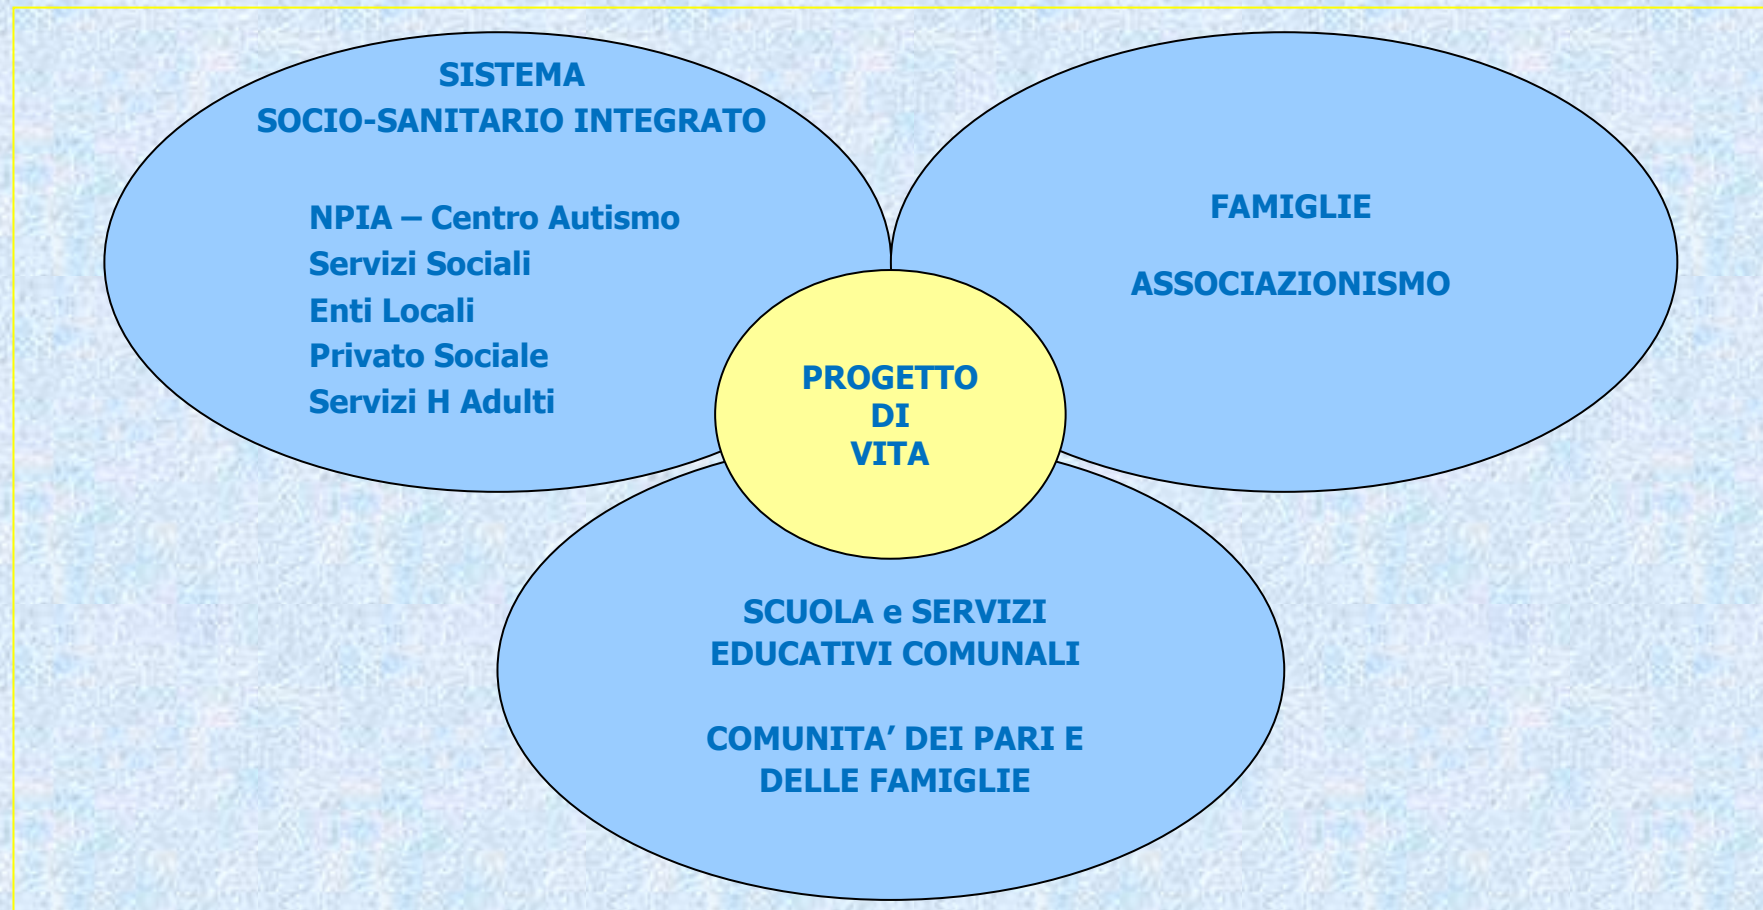 SISTEMA
SOCIO-SANITARIO INTEGRATO
NPIA – Centro Autismo
Servizi Sociali
Enti Locali
Privato Sociale
Servizi H Adulti
FAMIGLIE
ASSOCIAZIONISMO
PROGETTO
DI
VITA
SCUOLA e SERVIZI
EDUCATIVI COMUNALI
COMUNITA’ DEI PARI E
DELLE FAMIGLIE